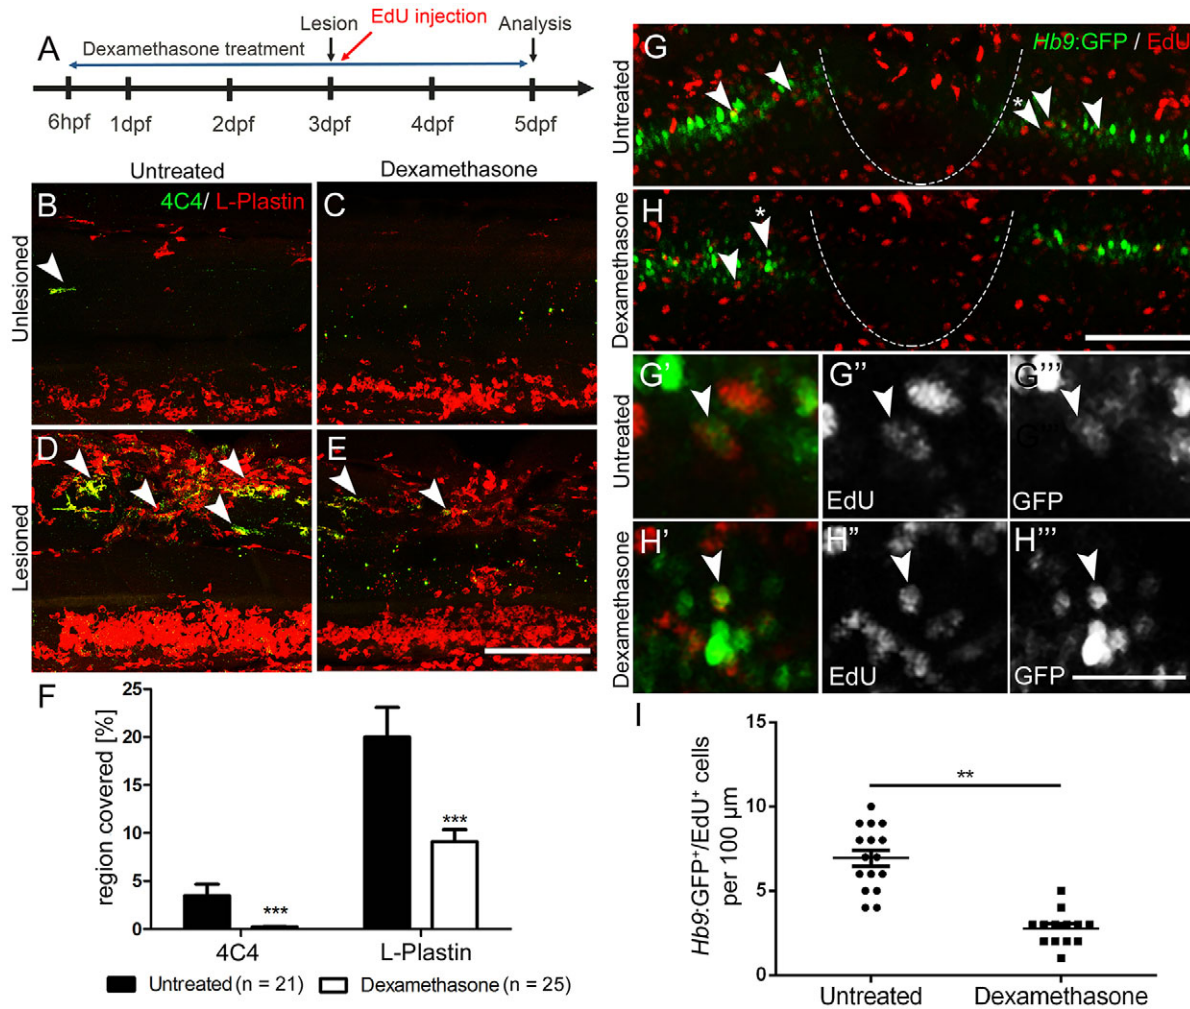 A
Lesion
EdU injection
Analysis
Dexamethasone treatment
6hpf
1dpf
2dpf
3dpf
4dpf
5dpf
Untreated
Dexamethasone
Unlesioned
B
4C4/ L-Plastin
C
Lesioned
D
E
F
region covered [%]
25
20
15
10
5
0
***
***
4C4
L-Plastin
Untreated (n = 21)
Dexamethasone (n = 25)
Untreated
G
Hb9:GFP / EdU
*
Dexamethasone
H
*
Untreated
G'
G''
EdU
G'''
GFP
Dexamethasone
H'
H''
EdU
H'''
GFP
I
Hb9:GFP⁺/EdU⁺ cells
per 100 µm
15
10
5
0
**
Untreated
Dexamethasone